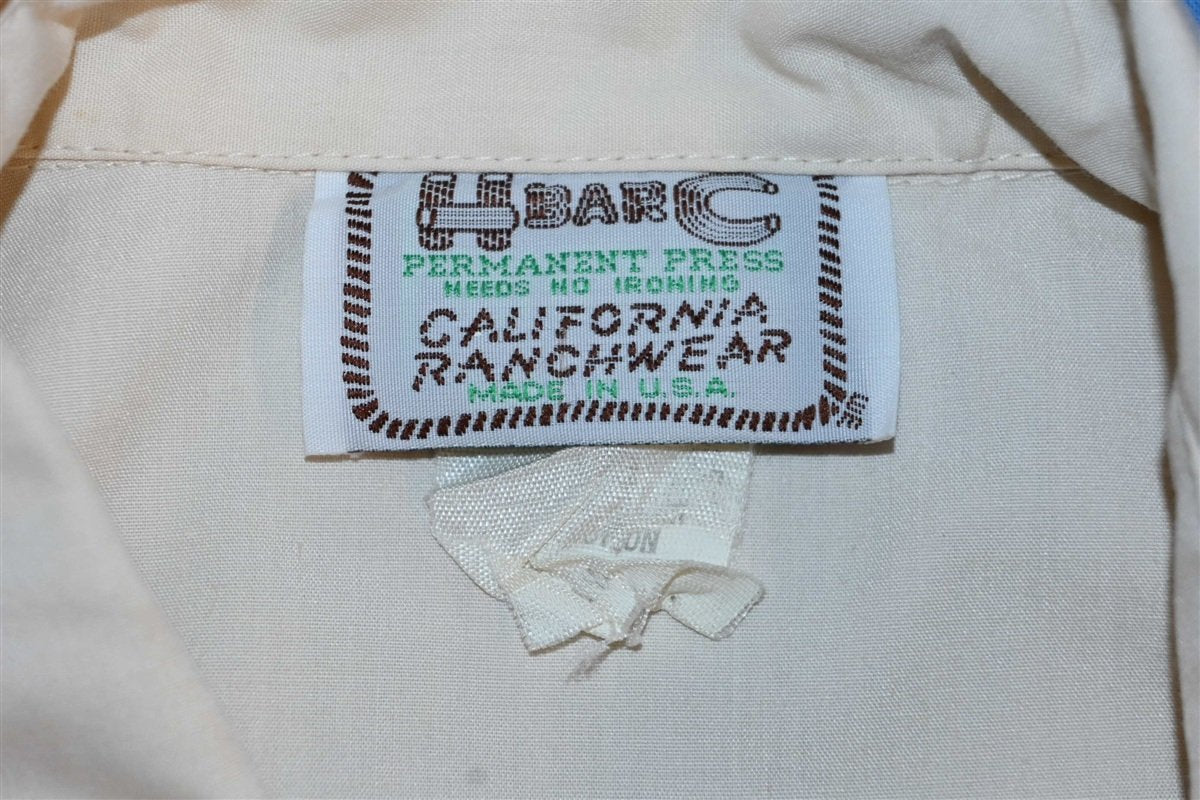 H BAR C
PERMANENT PRESS
NEEDS NO IRONING
CALIFORNIA
RANCHWEAR
MADE IN U.S.A.